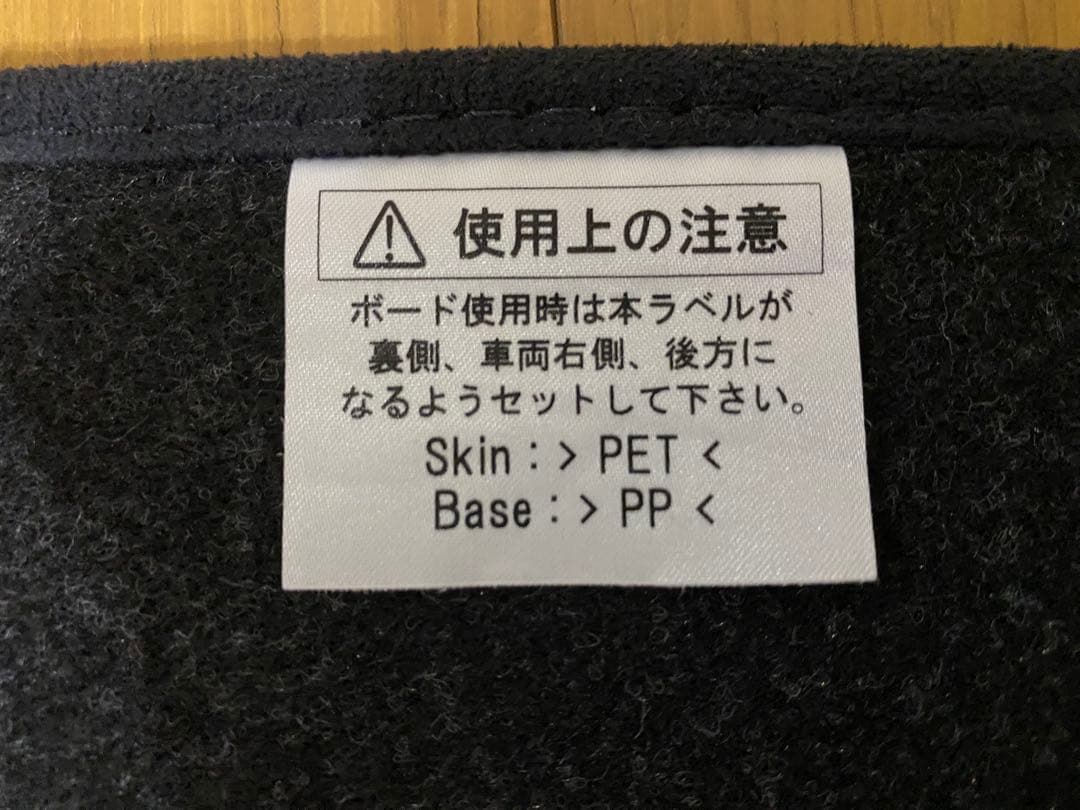 使用上の注意
ボード使用時は本ラベルが
裏側、車両右側、後方に
なるようセットして下さい。
Skin:> PET <
Base:> PP <